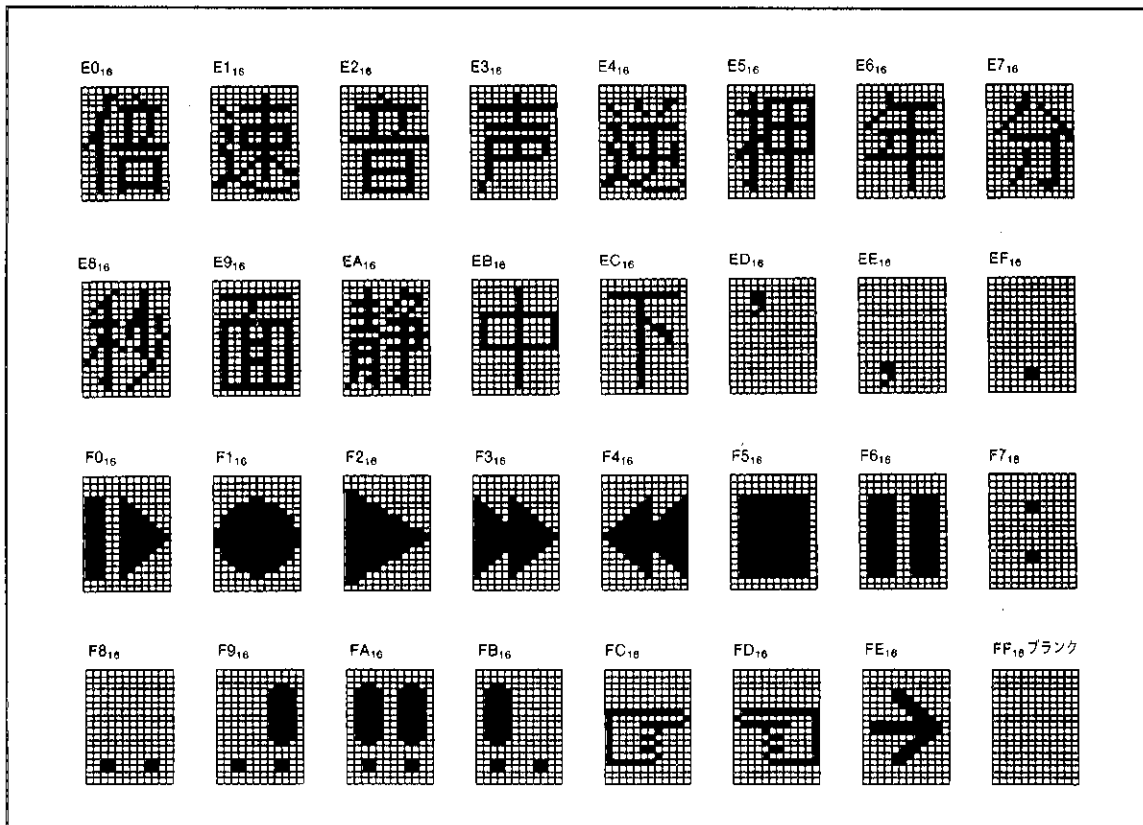 E0₁₆ E1₁₆ E2₁₆ E3₁₆ E4₁₆ E5₁₆ E6₁₆ E7₁₆
倍 速 音 声 逆 押 年 分
E8₁₆ E9₁₆ EA₁₆ EB₁₆ EC₁₆ ED₁₆ EE₁₆ EF₁₆
秒 面 静 中 下 ’ , .
F0₁₆ F1₁₆ F2₁₆ F3₁₆ F4₁₆ F5₁₆ F6₁₆ F7₁₆
:
F8₁₆ F9₁₆ FA₁₆ FB₁₆ FC₁₆ FD₁₆ FE₁₆ FF₁₆ブランク